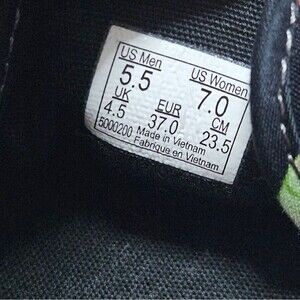 US Men US Women
5.5 7.0
UK EUR CM
4.5 37.0 23.5
5000200 Made in Vietnam
Fabriqué en Vietnam